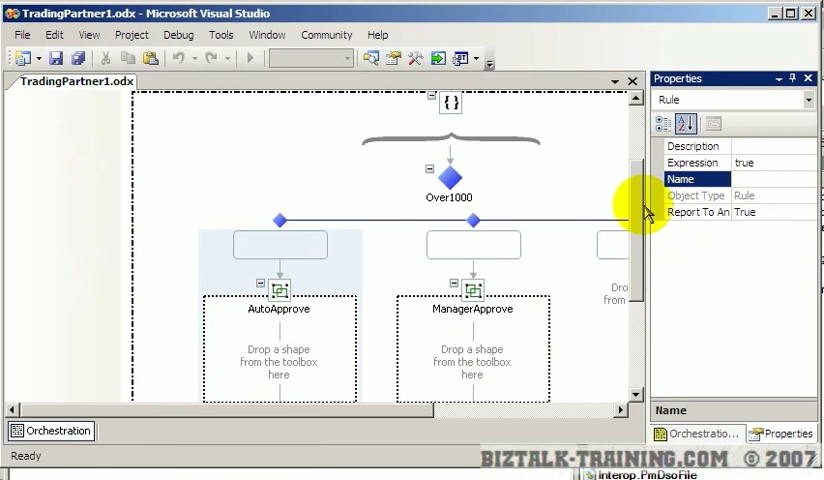 TradingPartner1.odx - Microsoft Visual Studio
File Edit View Project Debug Tools Window Community Help
TradingPartner1.odx
Properties
Rule
{ }
Description
Expression true
Name
Object Type Rule
Report To An True
Over1000
AutoApprove
ManagerApprove
Drop a shape
from the toolbox
here
Drop a shape
from the toolbox
here
Dro
from
Name
Orchestration
Orchestratio...
Properties
Ready
BIZTALK-TRAINING.COM © 2007
interop.PmDsoFile